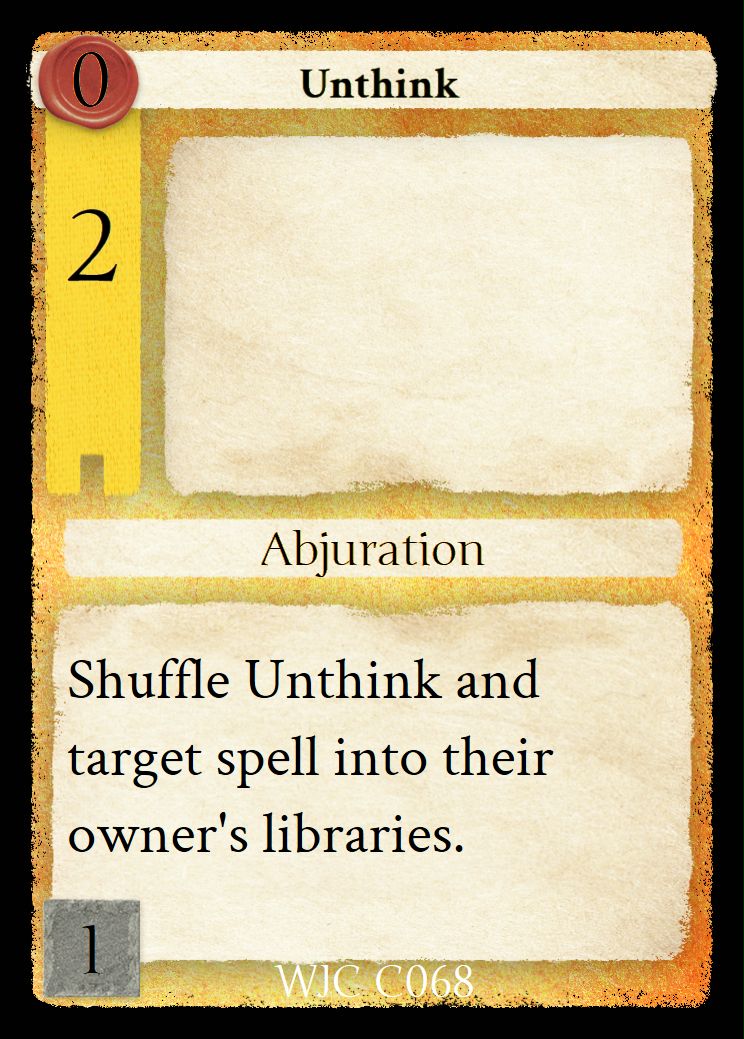 0
Unthink
2
Abjuration
Shuffle Unthink and
target spell into their
owner's libraries.
1
WJC C068